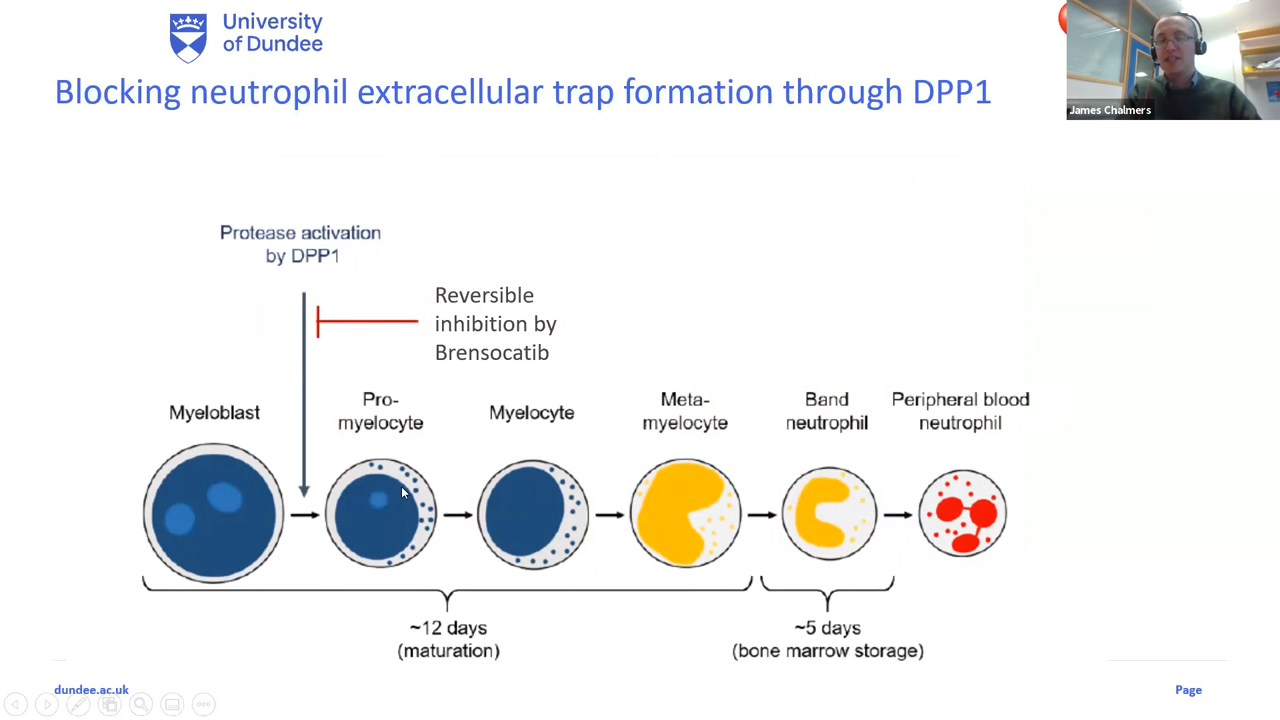 University
of Dundee
Blocking neutrophil extracellular trap formation through DPP1
James Chalmers
Protease activation
by DPP1
Reversible
inhibition by
Brensocatib
Myeloblast
Pro-
myelocyte
Myelocyte
Meta-
myelocyte
Band
neutrophil
Peripheral blood
neutrophil
~12 days
(maturation)
~5 days
(bone marrow storage)
dundee.ac.uk
Page